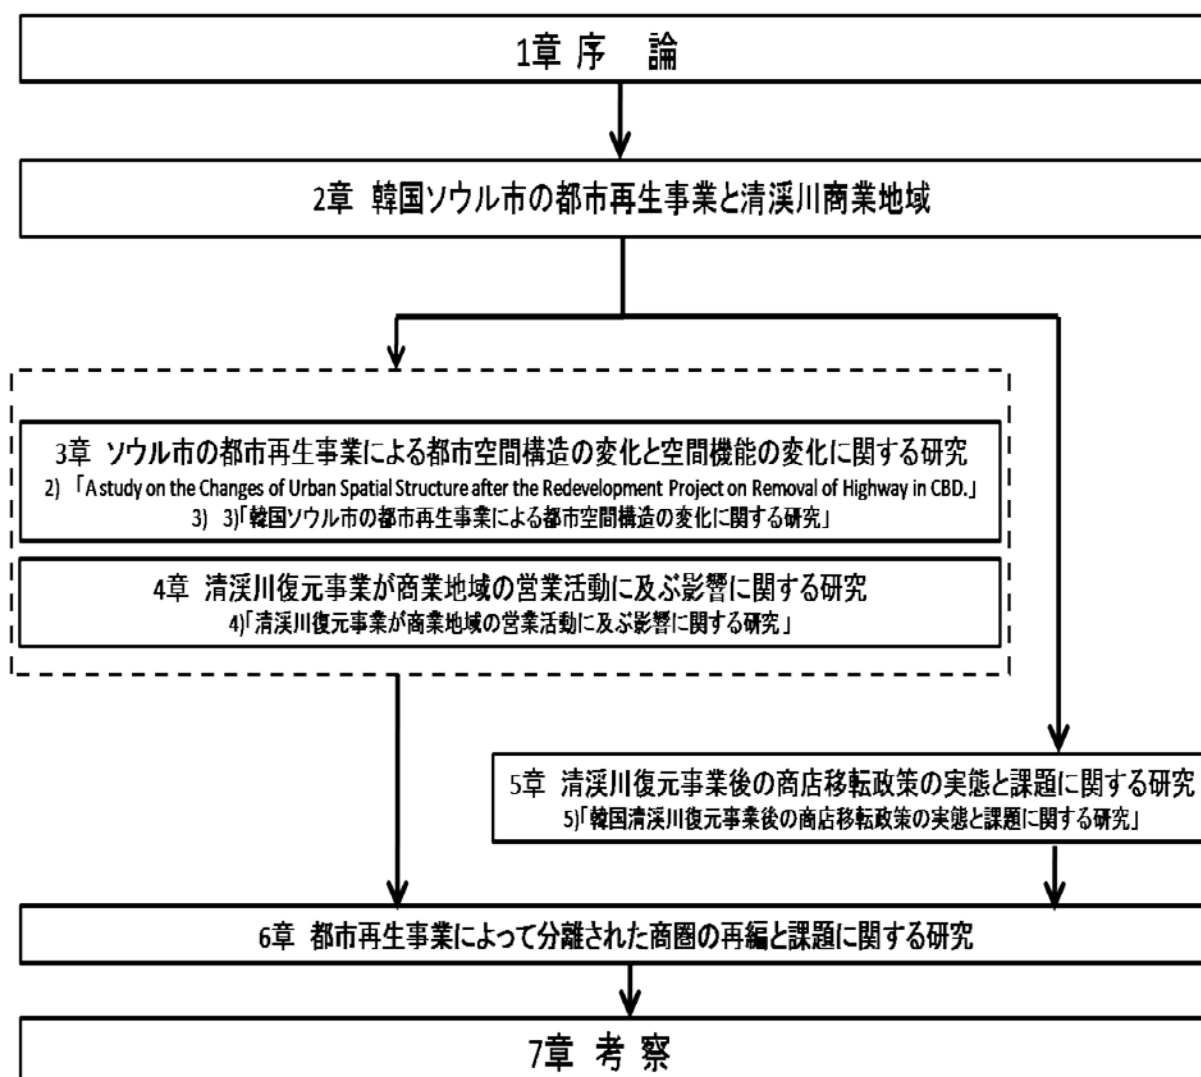 1章 序　論
2章 韓国ソウル市の都市再生事業と清渓川商業地域
3章 ソウル市の都市再生事業による都市空間構造の変化と空間機能の変化に関する研究
2) 「A study on the Changes of Urban Spatial Structure after the Redevelopment Project on Removal of Highway in CBD.」
3) 3)「韓国ソウル市の都市再生事業による都市空間構造の変化に関する研究」
4章 清渓川復元事業が商業地域の営業活動に及ぶ影響に関する研究
4)「清渓川復元事業が商業地域の営業活動に及ぶ影響に関する研究」
5章 清渓川復元事業後の商店移転政策の実態と課題に関する研究
5)「韓国清渓川復元事業後の商店移転政策の実態と課題に関する研究」
6章 都市再生事業によって分離された商圏の再編と課題に関する研究
7章 考 察